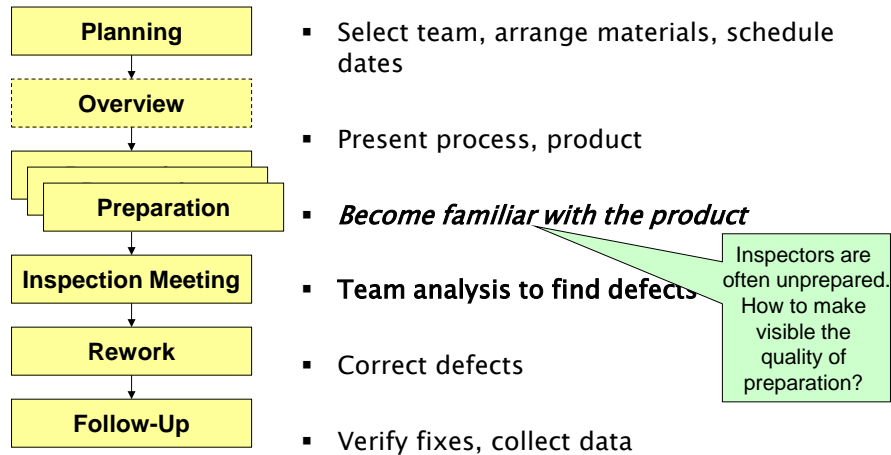 Planning
▪ Select team, arrange materials, schedule
dates
Overview
▪ Present process, product
Preparation
▪ Become familiar with the product
Inspection Meeting
▪ Team analysis to find defects
Inspectors are
often unprepared.
How to make
visible the
quality of
preparation?
Rework
▪ Correct defects
Follow-Up
▪ Verify fixes, collect data